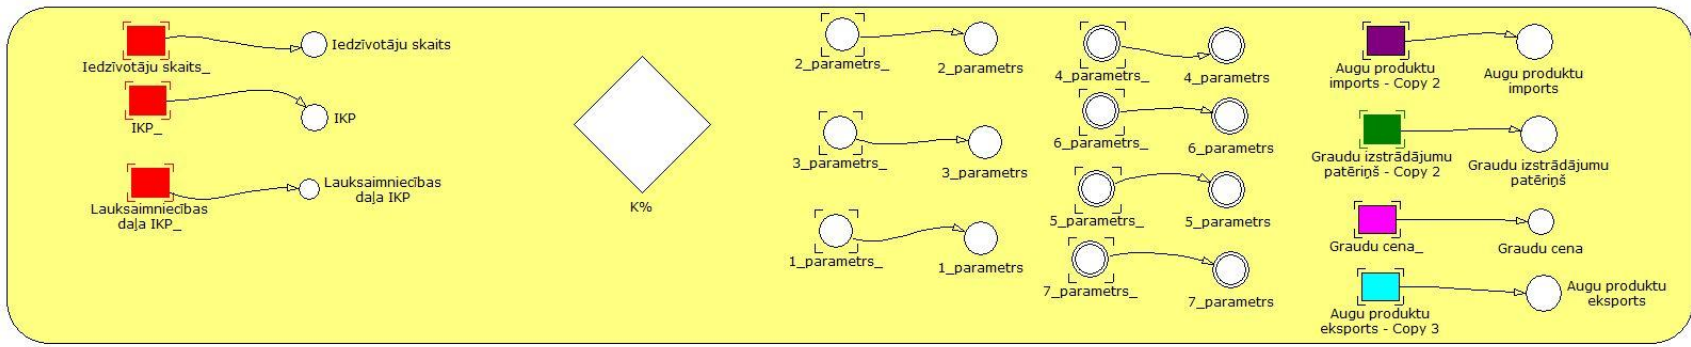 Iedzīvotāju skaits_
Iedzīvotāju skaits
IKP_
IKP
Lauksaimniecības
daļa IKP_
Lauksaimniecības
daļa IKP
K%
2_parametrs_
2_parametrs
3_parametrs_
3_parametrs
1_parametrs_
1_parametrs
4_parametrs_
4_parametrs
6_parametrs_
6_parametrs
5_parametrs_
5_parametrs
7_parametrs_
7_parametrs
Augu produktu
imports - Copy 2
Augu produktu
imports
Graudu izstrādājumu
patēriņš - Copy 2
Graudu izstrādājumu
patēriņš
Graudu cena_
Graudu cena
Augu produktu
eksports - Copy 3
Augu produktu
eksports